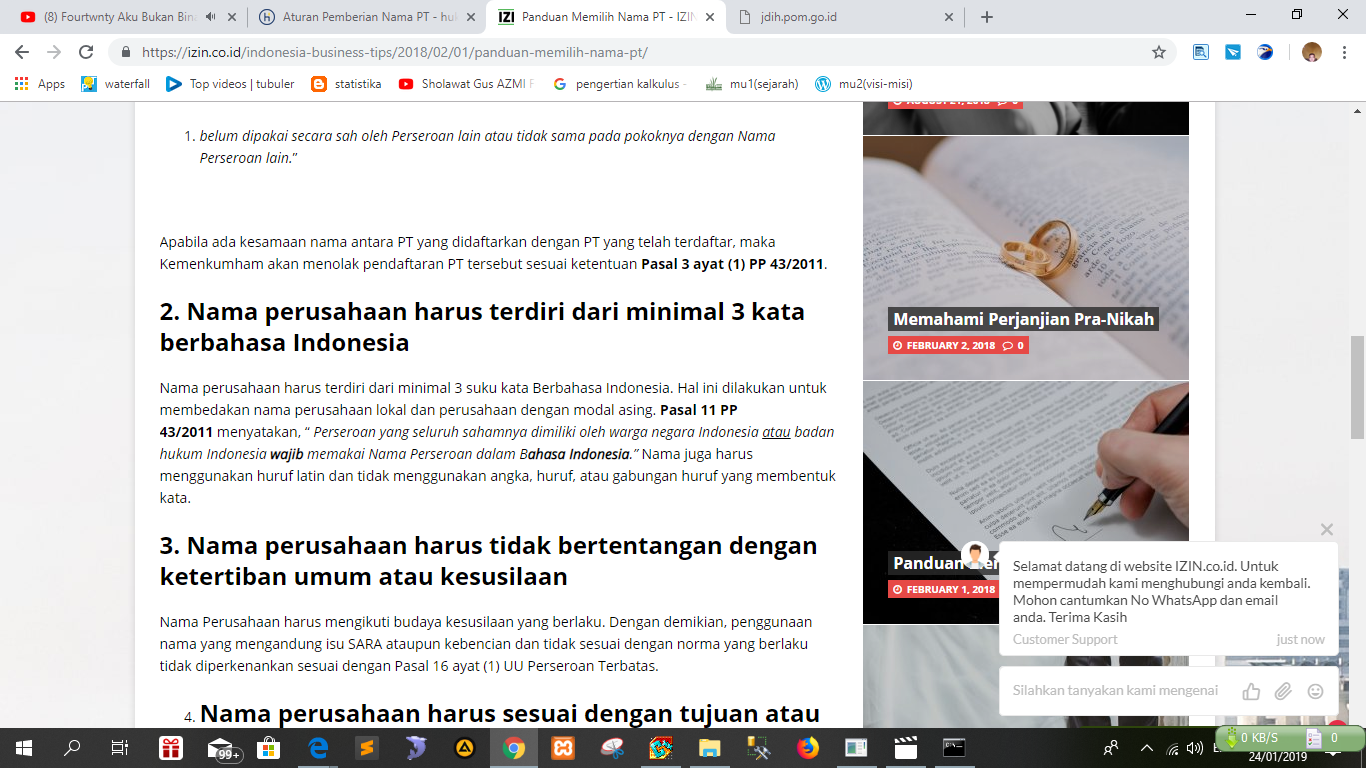 (8) Fourtwnty Aku Bukan Bin
Aturan Pemberian Nama PT - huk
IZI
Panduan Memilih Nama PT - IZIN
jdih.pom.go.id
https://izin.co.id/indonesia-business-tips/2018/02/01/panduan-memilih-nama-pt/
Apps
waterfall
Top videos | tubuler
statistika
Sholawat Gus AZMI
pengertian kalkulus -
mu1(sejarah)
mu2(visi-misi)
1. belum dipakai secara sah oleh Perseroan lain atau tidak sama pada pokoknya dengan Nama
Perseroan lain.”
Apabila ada kesamaan nama antara PT yang didaftarkan dengan PT yang telah terdaftar, maka
Kemenkumham akan menolak pendaftaran PT tersebut sesuai ketentuan Pasal 3 ayat (1) PP 43/2011.
2. Nama perusahaan harus terdiri dari minimal 3 kata
berbahasa Indonesia
Nama perusahaan harus terdiri dari minimal 3 suku kata Berbahasa Indonesia. Hal ini dilakukan untuk
membedakan nama perusahaan lokal dan perusahaan dengan modal asing. Pasal 11 PP
43/2011 menyatakan, “ Perseroan yang seluruh sahamnya dimiliki oleh warga negara Indonesia atau badan
hukum Indonesia wajib memakai Nama Perseroan dalam Bahasa Indonesia.” Nama juga harus
menggunakan huruf latin dan tidak menggunakan angka, huruf, atau gabungan huruf yang membentuk
kata.
3. Nama perusahaan harus tidak bertentangan dengan
ketertiban umum atau kesusilaan
Nama Perusahaan harus mengikuti budaya kesusilaan yang berlaku. Dengan demikian, penggunaan
nama yang mengandung isu SARA ataupun kebencian dan tidak sesuai dengan norma yang berlaku
tidak diperkenankan sesuai dengan Pasal 16 ayat (1) UU Perseroan Terbatas.
4. Nama perusahaan harus sesuai dengan tujuan atau
AUGUST 21, 2018 0
Memahami Perjanjian Pra-Nikah
FEBRUARY 2, 2018 0
Panduan
FEBRUARY 1, 2018
Selamat datang di website IZIN.co.id. Untuk
mempermudah kami menghubungi anda kembali.
Mohon cantumkan No WhatsApp dan email
anda. Terima Kasih
Customer Support just now
Silahkan tanyakan kami mengenai
99+
0 KB/S 0
24/01/2019